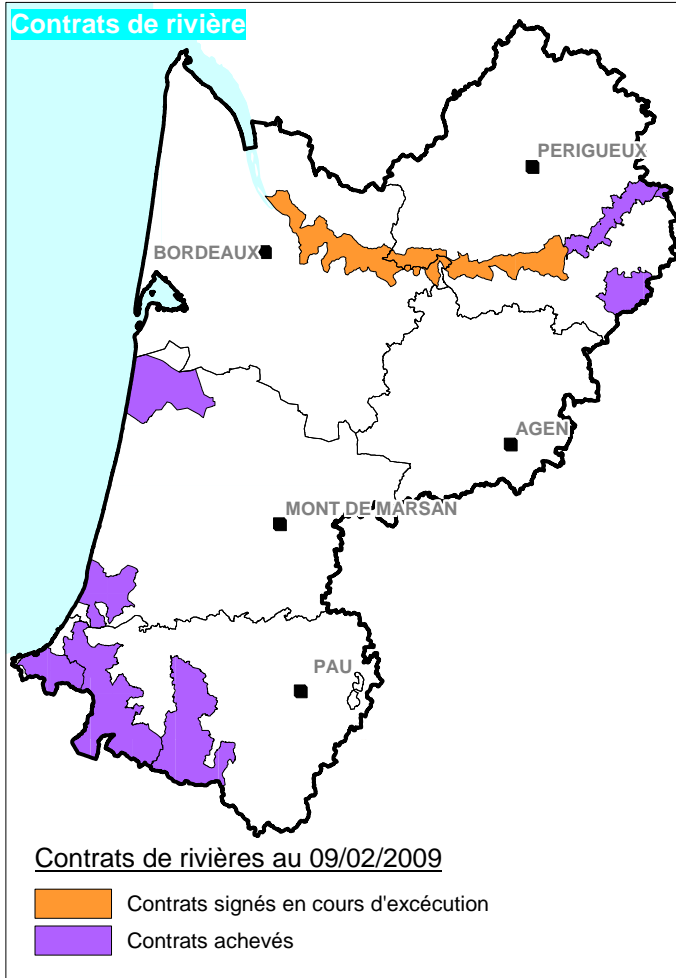 Contrats de rivière
PERIGUEUX
BORDEAUX
AGEN
MONT DE MARSAN
PAU
Contrats de rivières au 09/02/2009
Contrats signés en cours d'excécution
Contrats achevés